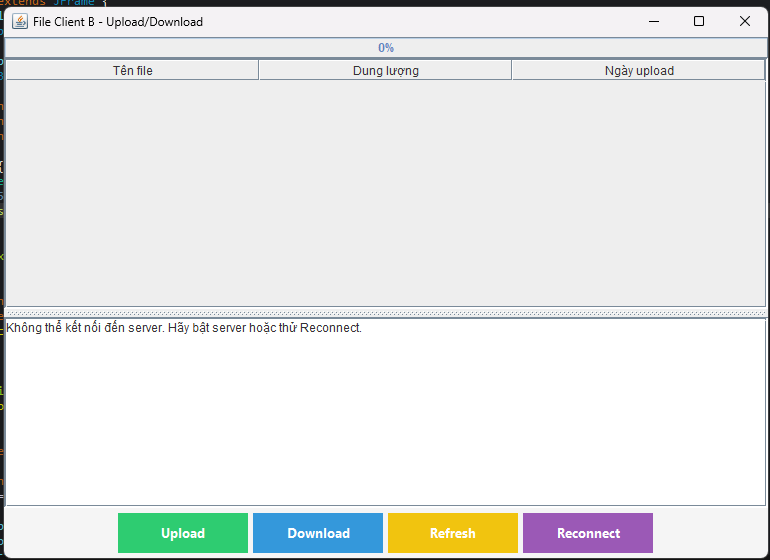 extends JFrame {
File Client B - Upload/Download
0%
Tên file Dung lượng Ngày upload
Không thể kết nối đến server. Hãy bật server hoặc thử Reconnect.
Upload Download Refresh Reconnect